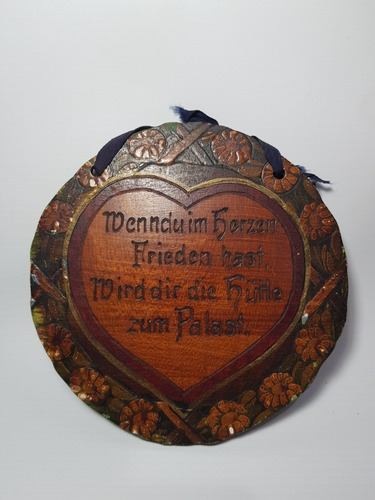 Wenn du im Herzen
Frieden hast,
Wird dir die Hütte
zum Palast.